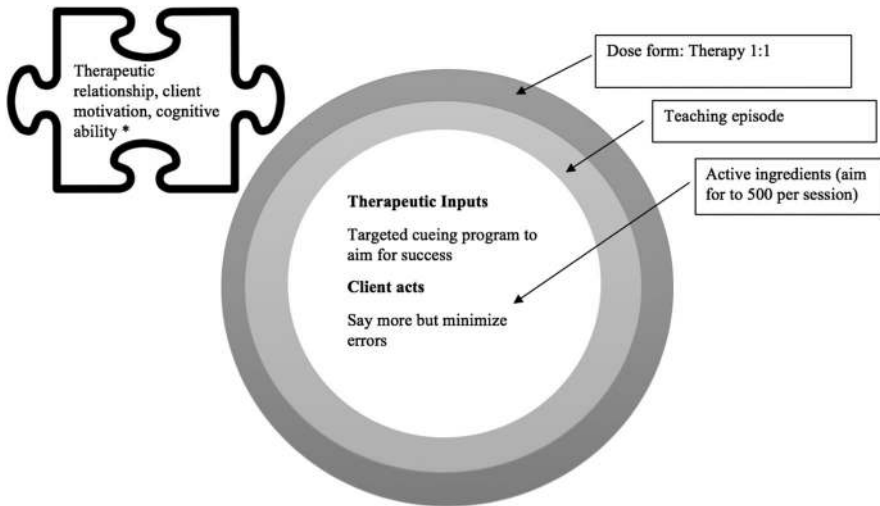 Therapeutic
relationship, client
motivation, cognitive
ability *
Dose form: Therapy 1:1
Teaching episode
Active ingredients (aim
for to 500 per session)
Therapeutic Inputs
Targeted cueing program to
aim for success
Client acts
Say more but minimize
errors